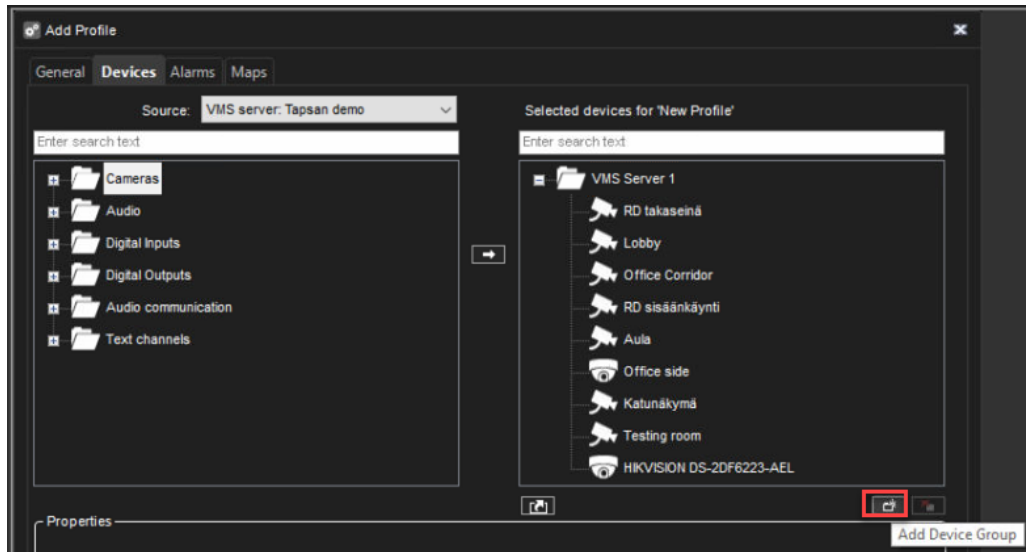 Add Profile
General Devices Alarms Maps
Source: VMS server: Tapsan demo
Selected devices for 'New Profile'
Enter search text
Enter search text
Cameras
Audio
Digital Inputs
Digital Outputs
Audio communication
Text channels
VMS Server 1
RD takaseinä
Lobby
Office Corridor
RD sisäänkäynti
Aula
Office side
Katunäkymä
Testing room
HIKVISION DS-2DF6223-AEL
Properties
Add Device Group